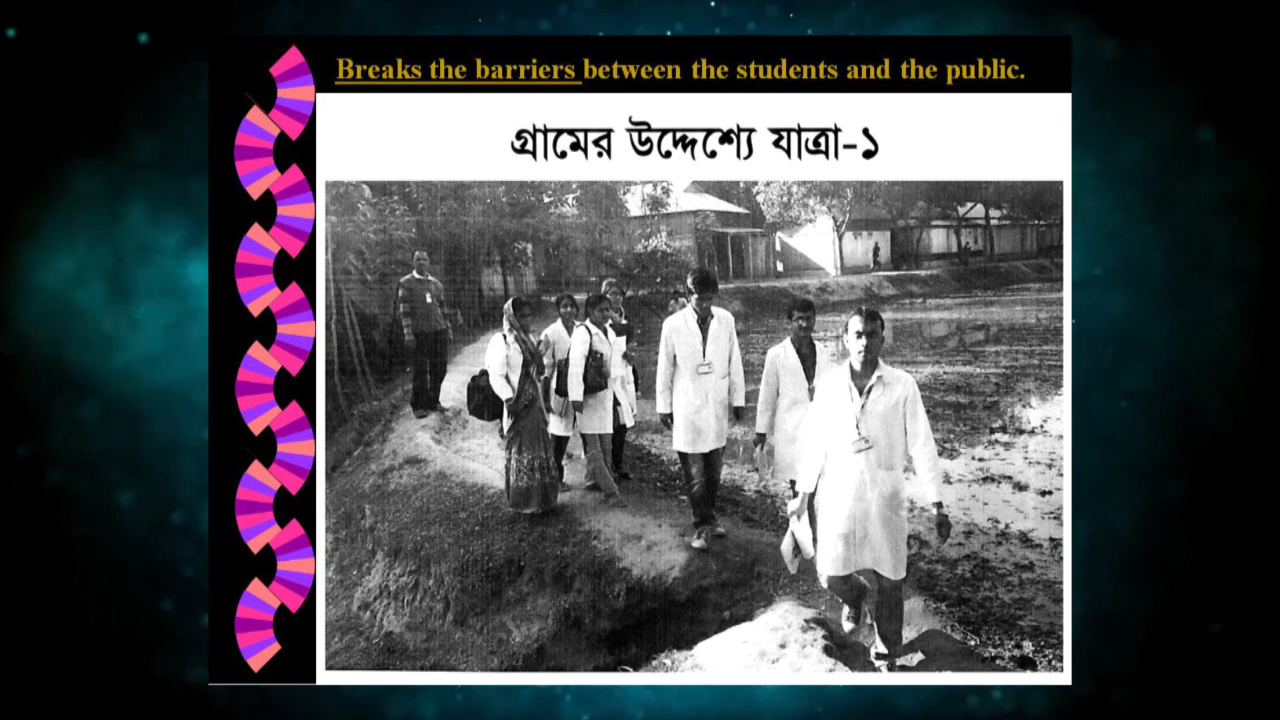 Breaks the barriers between the students and the public.
গ্রামের উদ্দেশ্যে যাত্রা-১